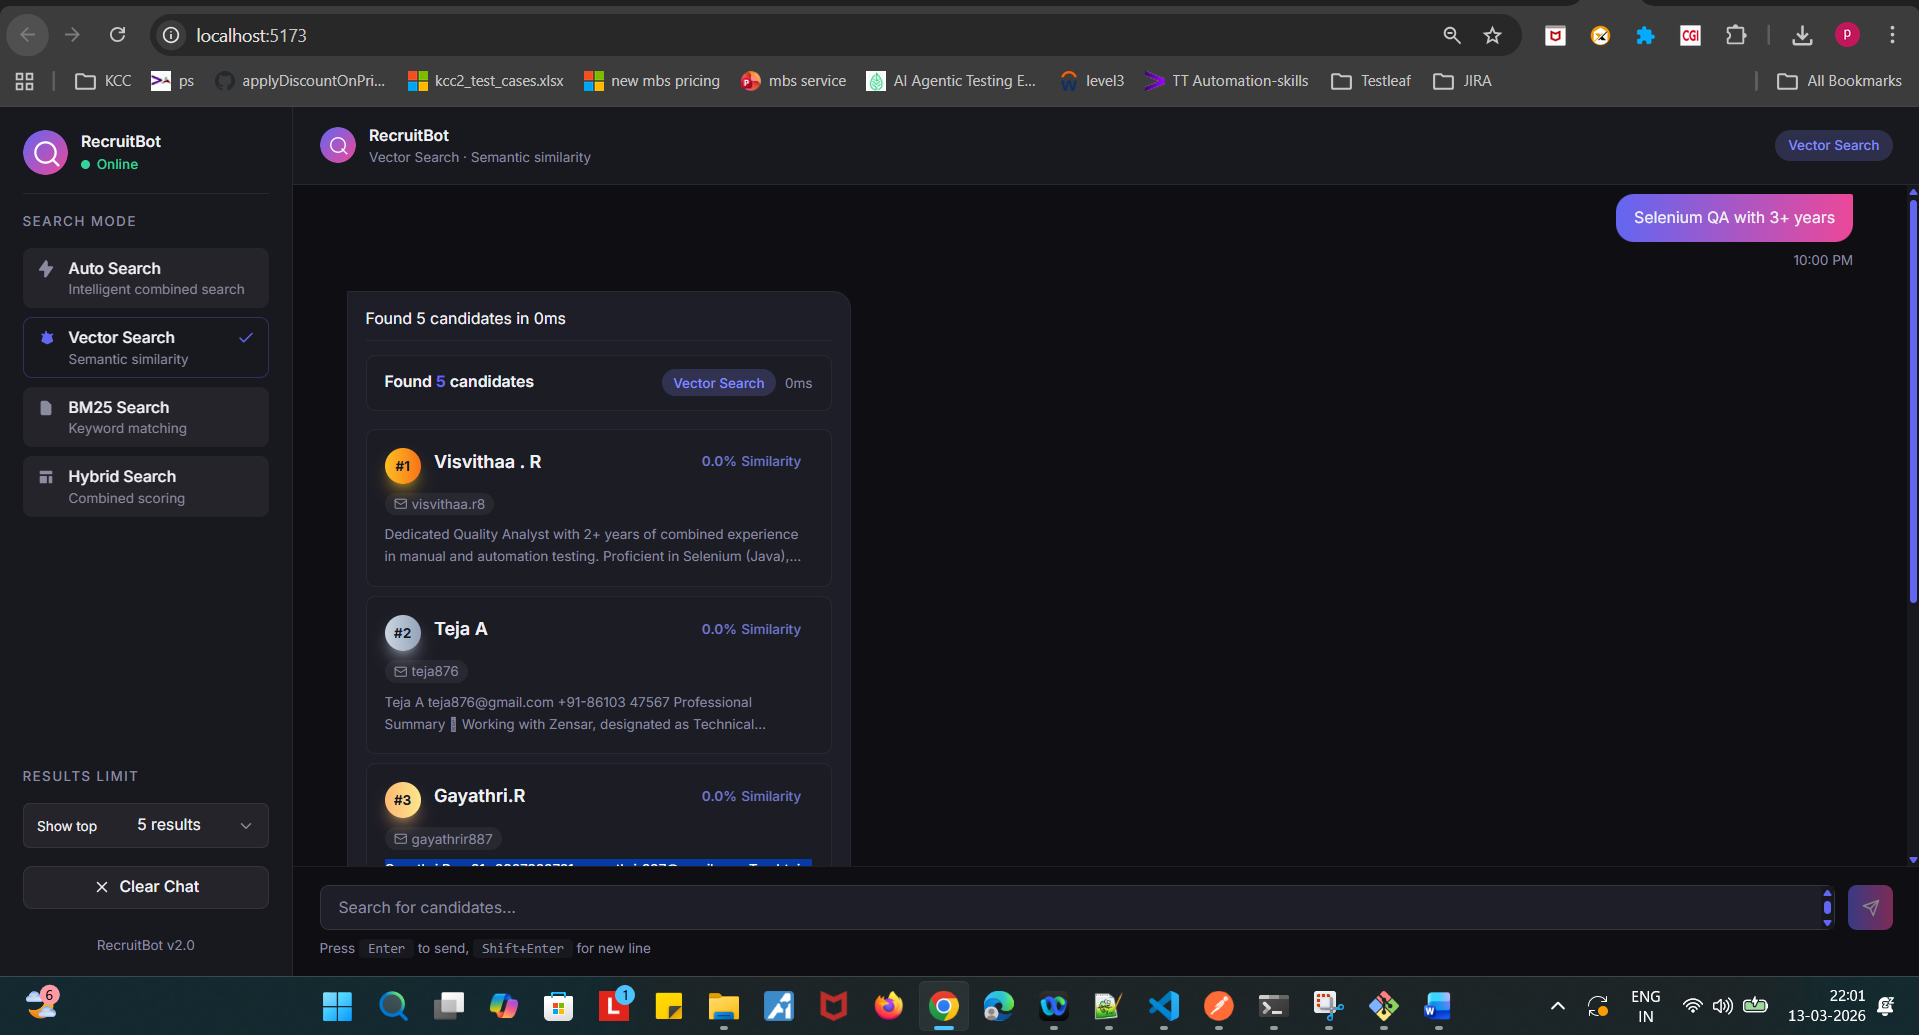 localhost:5173
P
CGI
KCC
ps
applyDiscountOnPri...
kcc2_test_cases.xlsx
new mbs pricing
mbs service
AI Agentic Testing E...
level3
TT Automation-skills
Testleaf
JIRA
All Bookmarks
RecruitBot
Online
SEARCH MODE
Auto Search
Intelligent combined search
Vector Search
Semantic similarity
BM25 Search
Keyword matching
Hybrid Search
Combined scoring
RESULTS LIMIT
Show top 5 results
Clear Chat
RecruitBot v2.0
RecruitBot
Vector Search · Semantic similarity
Vector Search
Selenium QA with 3+ years
10:00 PM
Found 5 candidates in 0ms
Found 5 candidates Vector Search 0ms
#1 Visvithaa . R 0.0% Similarity
visvithaa.r8
Dedicated Quality Analyst with 2+ years of combined experience
in manual and automation testing. Proficient in Selenium (Java),...
#2 Teja A 0.0% Similarity
teja876
Teja A teja876@gmail.com +91-86103 47567 Professional
Summary Working with Zensar, designated as Technical...
#3 Gayathri.R 0.0% Similarity
gayathrir887
Search for candidates...
Press Enter to send, Shift+Enter for new line
6
L
1
W
ENG
IN
22:01
13-03-2026